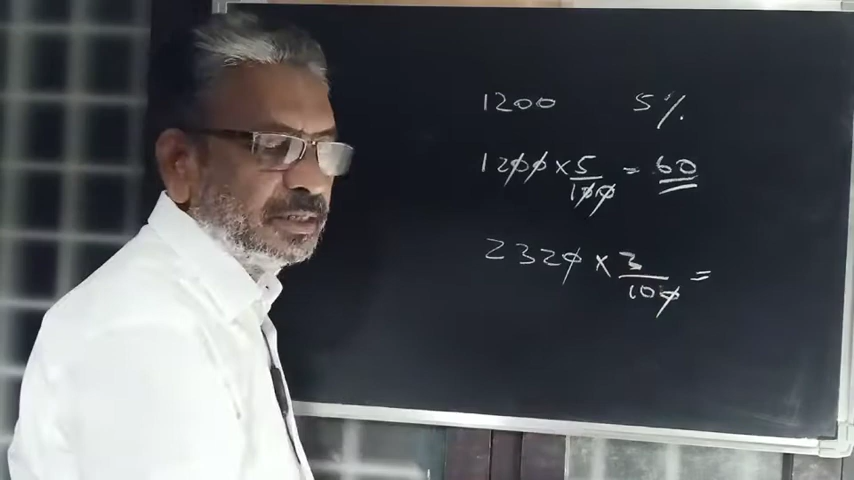 1200 5%
1200 × 5/100 = 60
2320 × 3/100 =